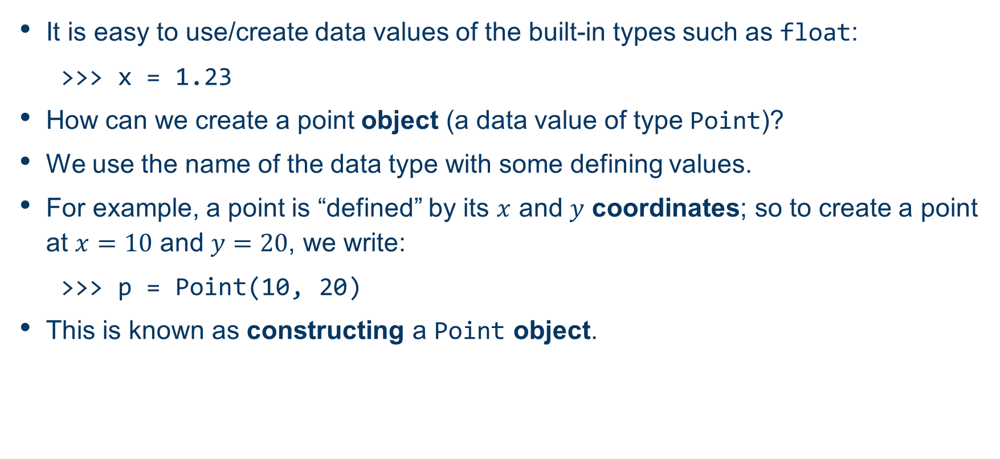 • It is easy to use/create data values of the built-in types such as float:
>>> x = 1.23
• How can we create a point object (a data value of type Point)?
• We use the name of the data type with some defining values.
• For example, a point is “defined” by its x and y coordinates; so to create a point
at x = 10 and y = 20, we write:
>>> p = Point(10, 20)
• This is known as constructing a Point object.